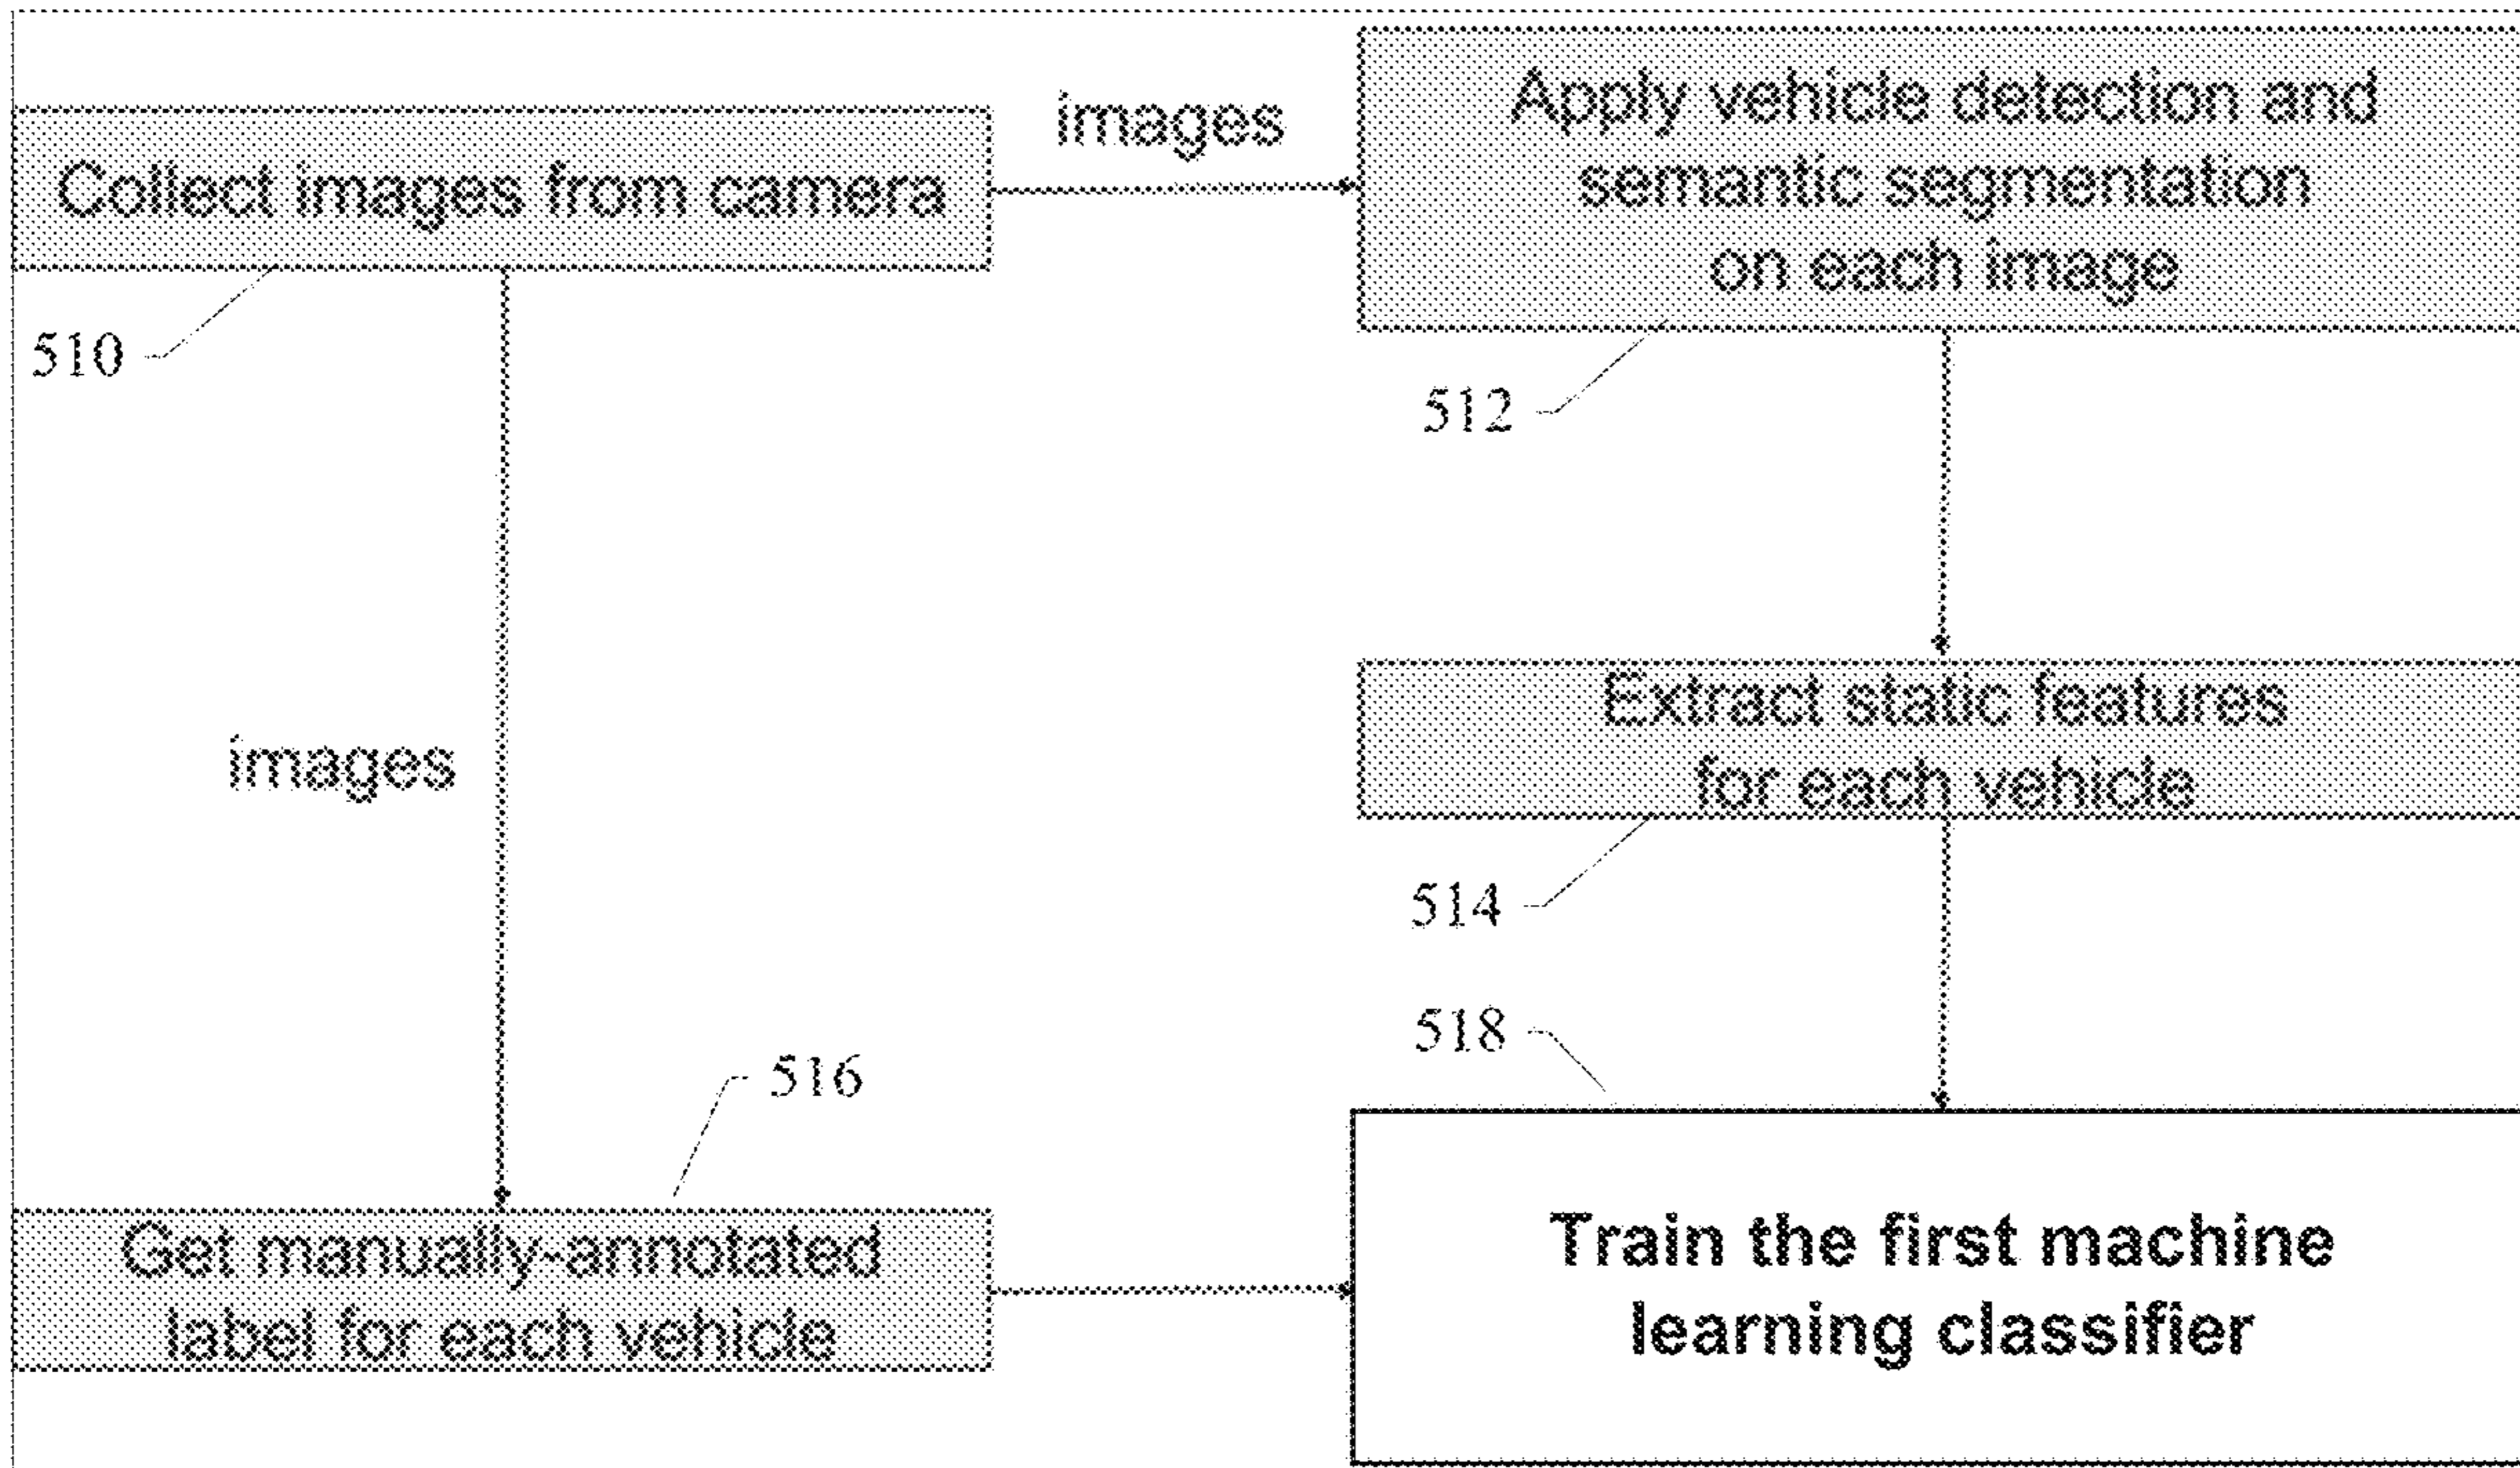 Collect images from camera
510
images
Apply vehicle detection and
semantic segmentation
on each image
512
images
Extract static features
for each vehicle
514
516
Get manually-annotated
label for each vehicle
518
Train the first machine
learning classifier